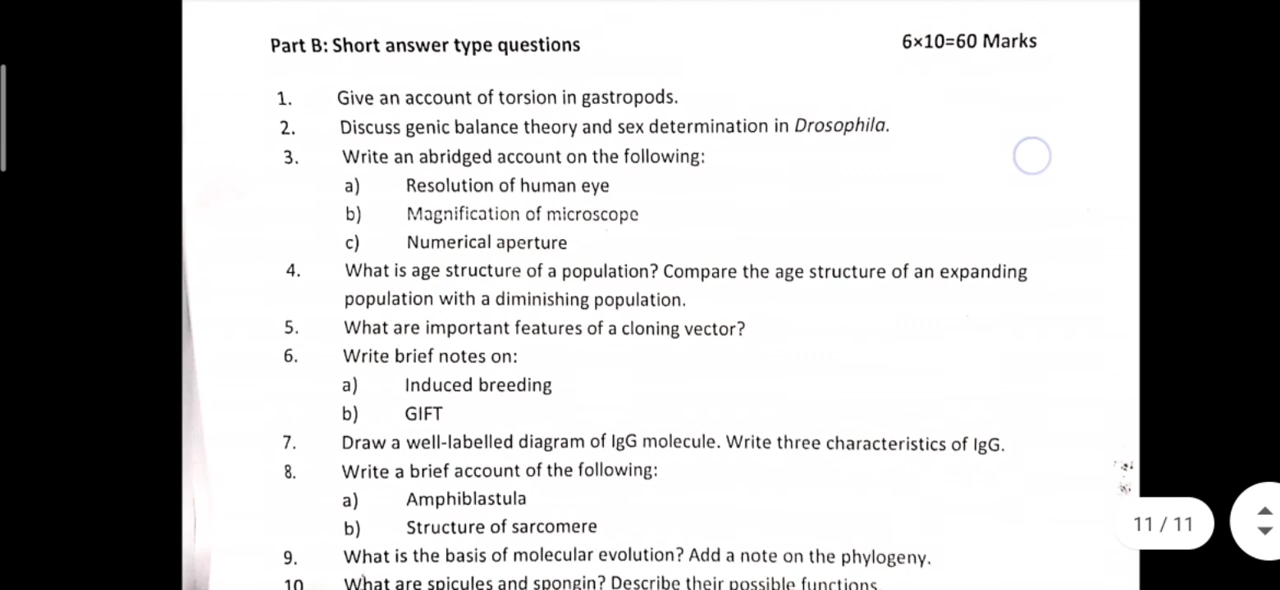 Part B: Short answer type questions 6×10=60 Marks
1. Give an account of torsion in gastropods.
2. Discuss genic balance theory and sex determination in Drosophila.
3. Write an abridged account on the following:
a) Resolution of human eye
b) Magnification of microscope
c) Numerical aperture
4. What is age structure of a population? Compare the age structure of an expanding
population with a diminishing population.
5. What are important features of a cloning vector?
6. Write brief notes on:
a) Induced breeding
b) GIFT
7. Draw a well-labelled diagram of IgG molecule. Write three characteristics of IgG.
8. Write a brief account of the following:
a) Amphiblastula
b) Structure of sarcomere
11 / 11
9. What is the basis of molecular evolution? Add a note on the phylogeny.
10 What are spicules and spongin? Describe their possible functions.